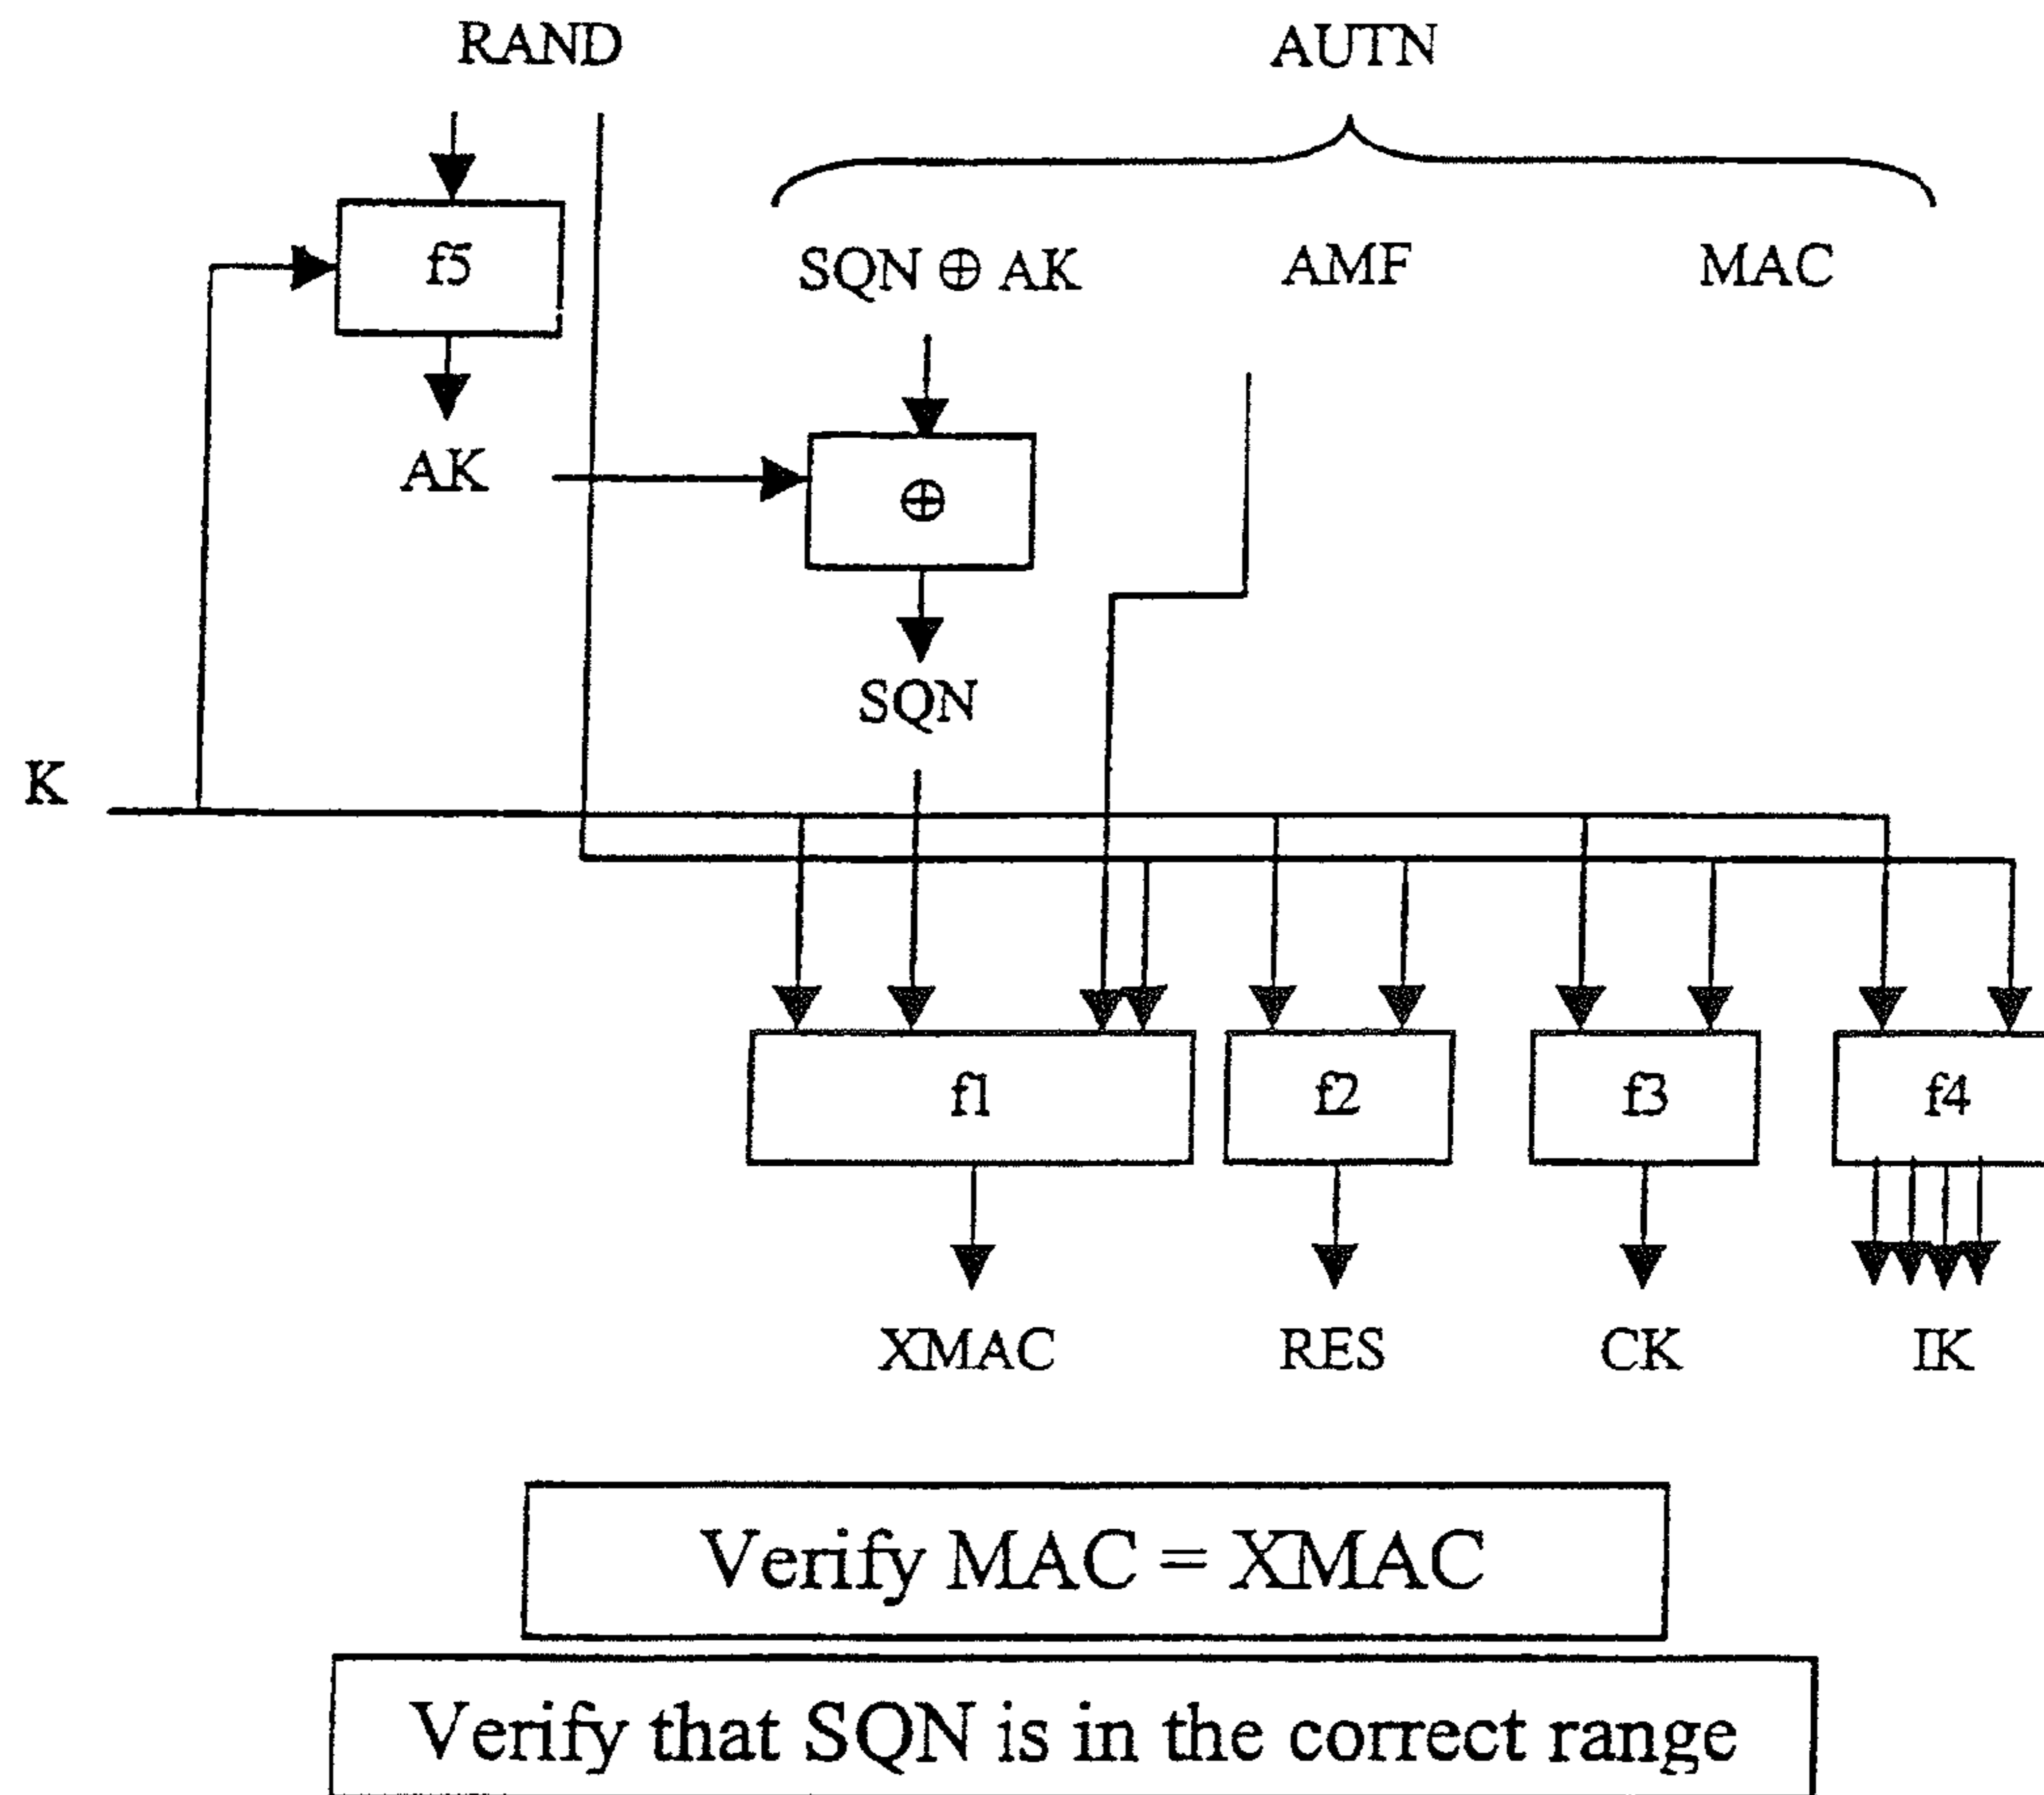 RAND AUTN
f5 SQN ⊕ AK AMF MAC
AK ⊕
SQN
K
f1 f2 f3 f4
XMAC RES CK IK
Verify MAC = XMAC
Verify that SQN is in the correct range